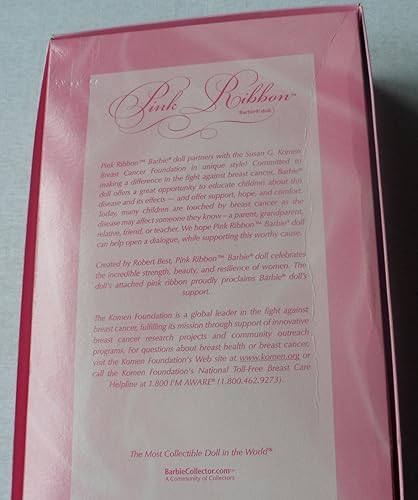 Pink Ribbon™
Barbie® doll
Pink Ribbon™ Barbie® doll partners with the Susan G. Komen
Breast Cancer Foundation in unique style! Committed to
making a difference in the fight against breast cancer, Barbie®
doll offers a great opportunity to educate children about this
disease and its effects — and offer support, hope, and comfort.
Today, many children are touched by breast cancer as the
disease may affect someone they know – a parent, grandparent,
relative, friend, or teacher. We hope Pink Ribbon™ Barbie® doll
can help open a dialogue, while supporting this worthy cause.
Created by Robert Best, Pink Ribbon™ Barbie® doll celebrates
the incredible strength, beauty, and resilience of women. The
doll's attached pink ribbon proudly proclaims Barbie® doll's
support.
The Komen Foundation is a global leader in the fight against
breast cancer, fulfilling its mission through support of innovative
breast cancer research projects and community outreach
programs. For questions about breast health or breast cancer,
visit the Komen Foundation's Web site at www.komen.org or
call the Komen Foundation's National Toll-Free Breast Care
Helpline at 1.800 I'M AWARE® (1.800.462.9273).
The Most Collectible Doll in the World®
BarbieCollector.com™
A Community of Collectors